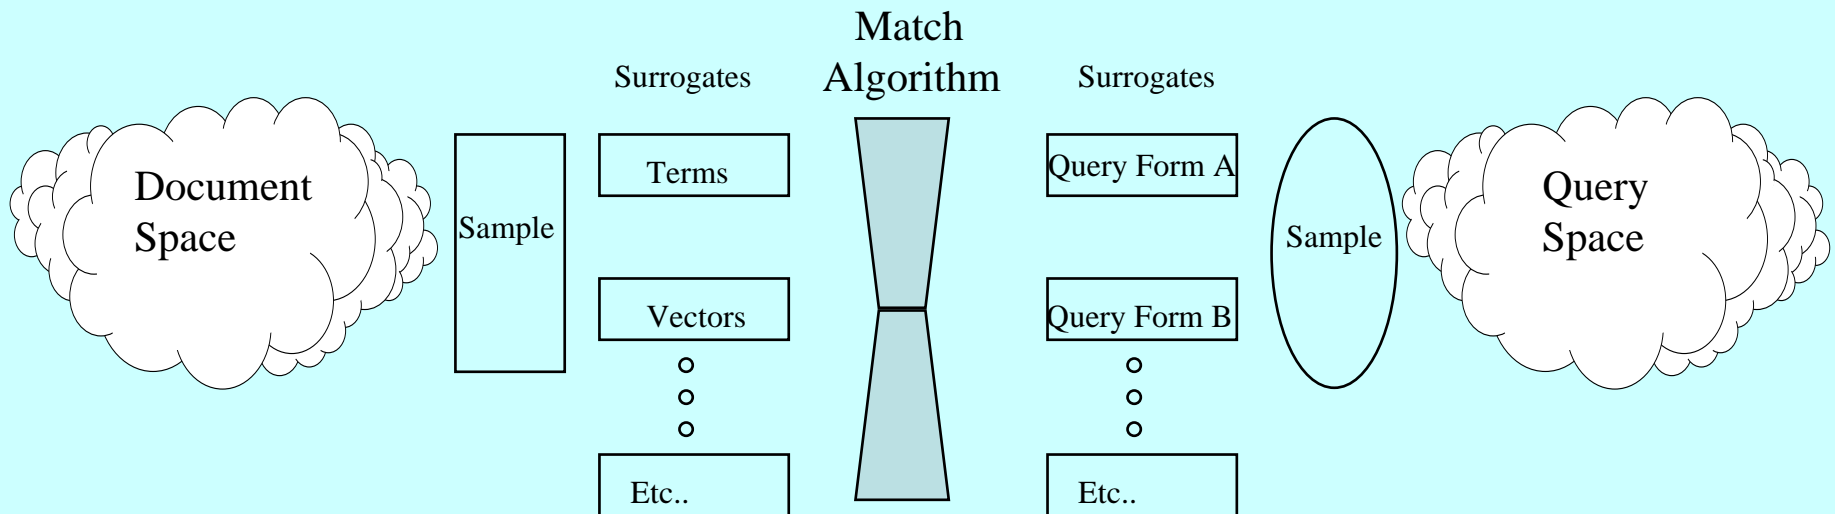 Match
Algorithm
Surrogates
Surrogates
Document
Space
Sample
Terms
Vectors
Etc..
Query Form A
Query Form B
Etc..
Sample
Query
Space